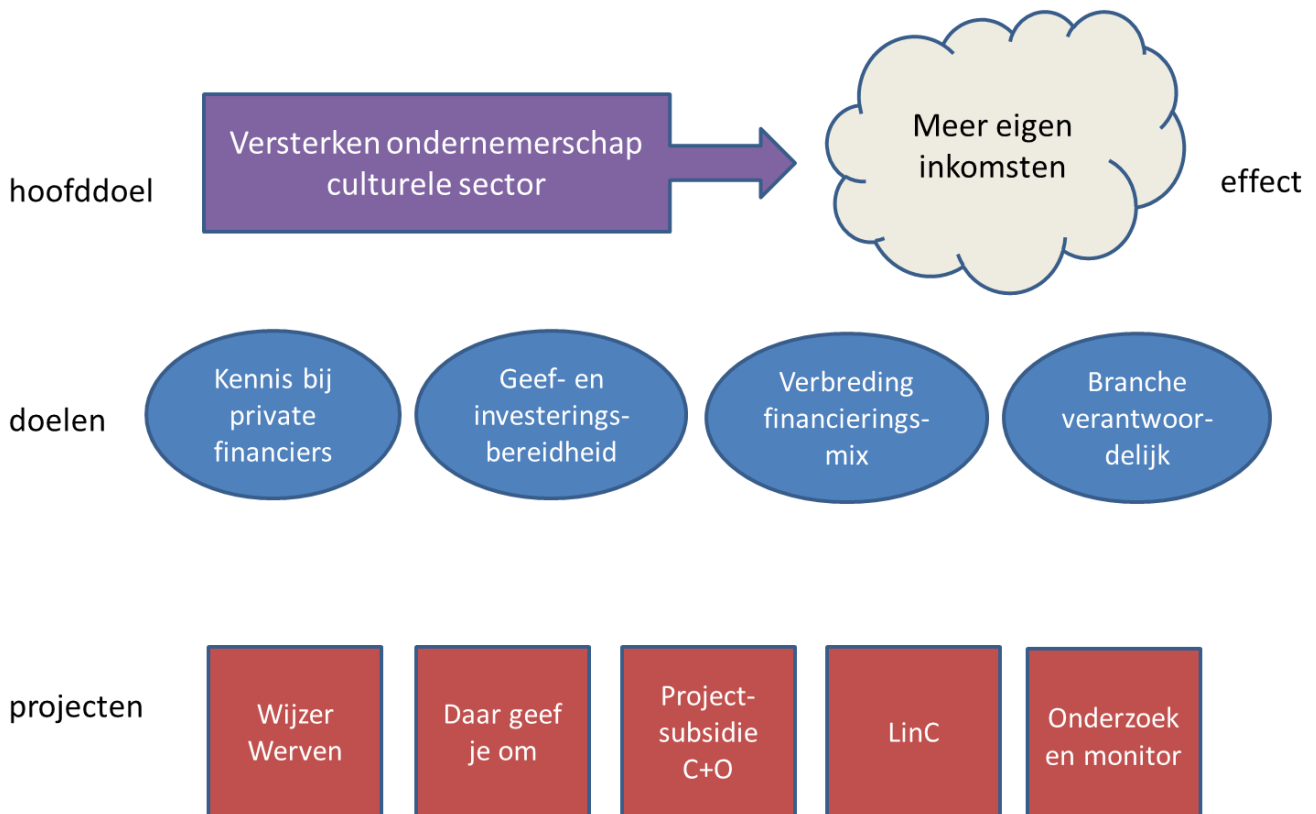 Versterken ondernemerschap
culturele sector
Meer eigen
inkomsten
hoofddoel
effect
Kennis bij
private
financiers
Geef- en
investerings-
bereidheid
Verbreding
financierings-
mix
Branche
verantwoor-
delijk
doelen
projecten
Wijzer
Werven
Daar geef
je om
Project-
subsidie
C+O
LinC
Onderzoek
en monitor